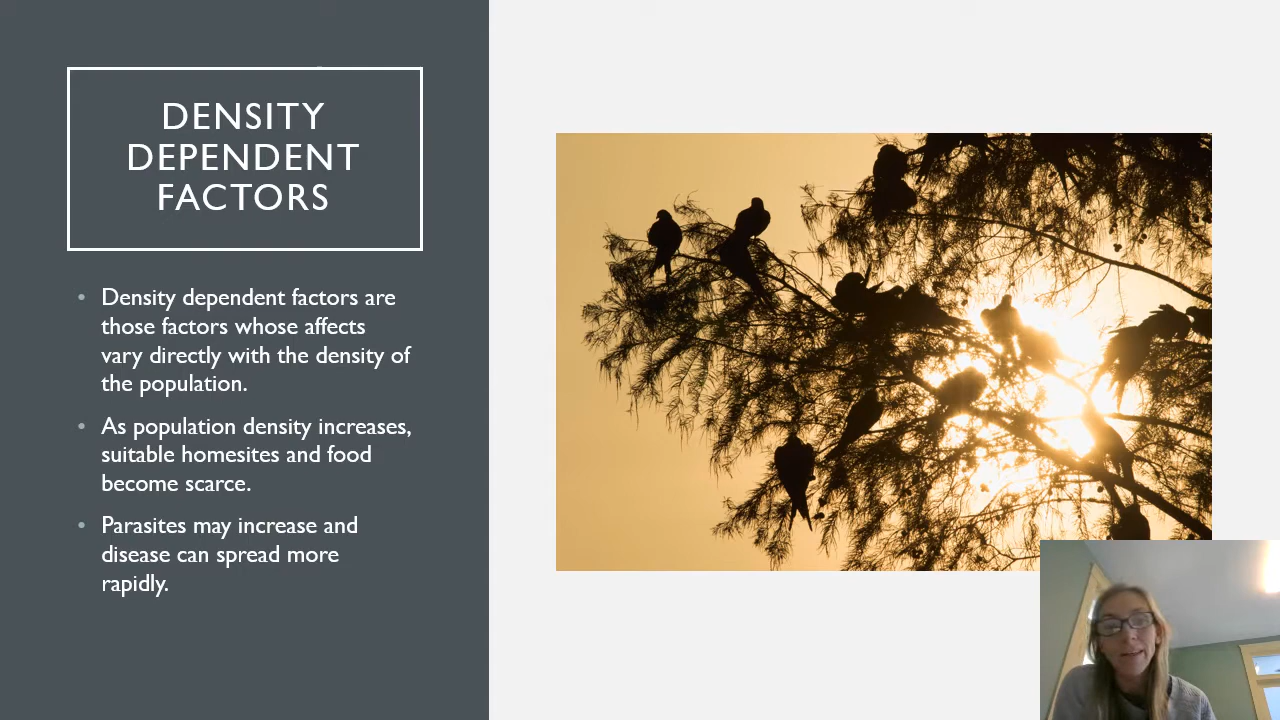 DENSITY
DEPENDENT
FACTORS
• Density dependent factors are
those factors whose affects
vary directly with the density of
the population.
• As population density increases,
suitable homesites and food
become scarce.
• Parasites may increase and
disease can spread more
rapidly.